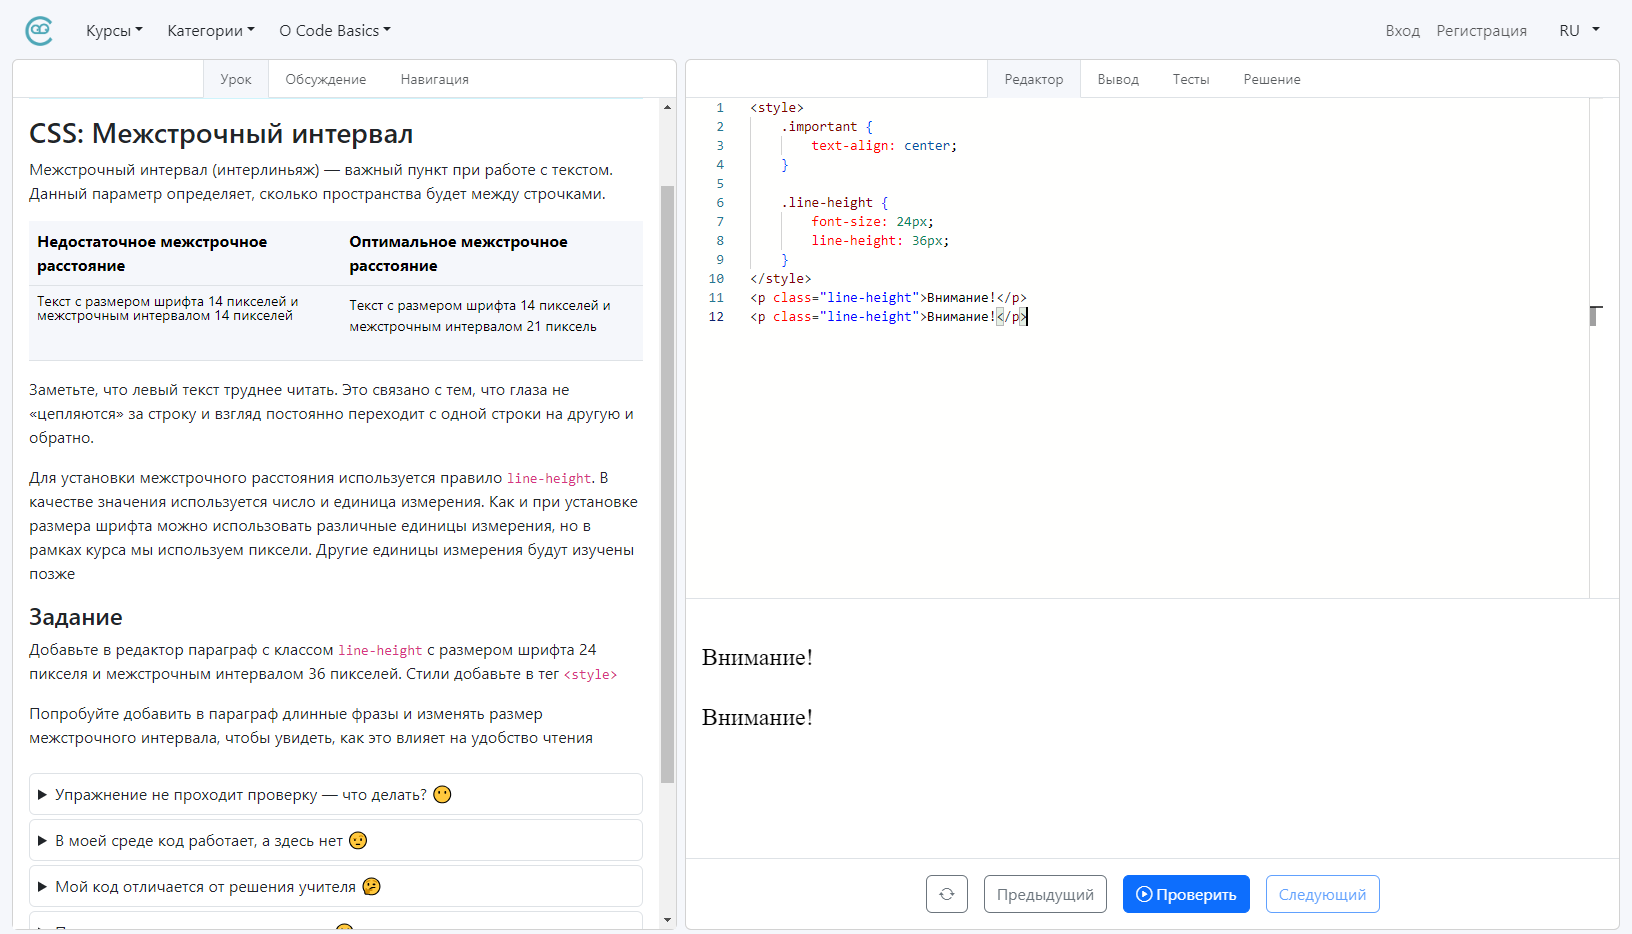 Курсы
Категории
О Code Basics
Вход
Регистрация
RU
Урок
Обсуждение
Навигация
CSS: Межстрочный интервал
Межстрочный интервал (интерлиньяж) — важный пункт при работе с текстом.
Данный параметр определяет, сколько пространства будет между строчками.
Недостаточное межстрочное
расстояние
Оптимальное межстрочное
расстояние
Текст с размером шрифта 14 пикселей и
межстрочным интервалом 14 пикселей
Текст с размером шрифта 14 пикселей и
межстрочным интервалом 21 пиксель
Заметьте, что левый текст труднее читать. Это связано с тем, что глаза не
«цепляются» за строку и взгляд постоянно переходит с одной строки на другую и
обратно.
Для установки межстрочного расстояния используется правило line-height. В
качестве значения используется число и единица измерения. Как и при установке
размера шрифта можно использовать различные единицы измерения, но в
рамках курса мы используем пиксели. Другие единицы измерения будут изучены
позже
Задание
Добавьте в редактор параграф с классом line-height с размером шрифта 24
пикселя и межстрочным интервалом 36 пикселей. Стили добавьте в тег <style>
Попробуйте добавить в параграф длинные фразы и изменять размер
межстрочного интервала, чтобы увидеть, как это влияет на удобство чтения
Упражнение не проходит проверку — что делать? 😶
В моей среде код работает, а здесь нет 🤨
Мой код отличается от решения учителя 🤔
Редактор
Вывод
Тесты
Решение
1 <style>
2 .important {
3 text-align: center;
4 }
5
6 .line-height {
7 font-size: 24px;
8 line-height: 36px;
9 }
10 </style>
11 <p class="line-height">Внимание!</p>
12 <p class="line-height">Внимание!</p>
Внимание!
Внимание!
Предыдущий
Проверить
Следующий